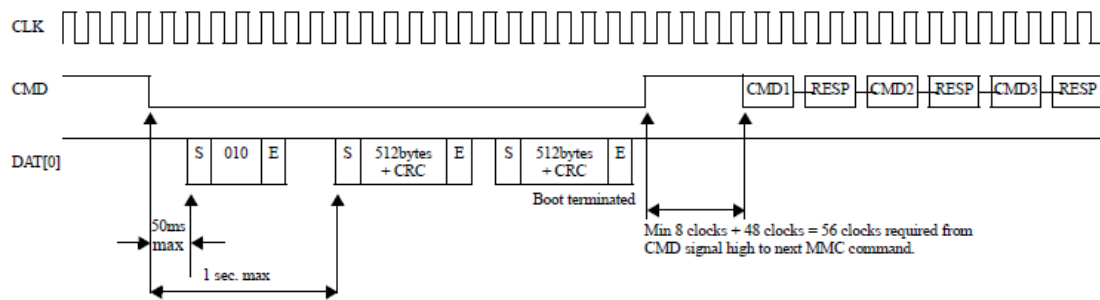 CLK
CMD
CMD1 RESP CMD2 RESP CMD3 RESP
DAT[0]
S 010 E S 512bytes + CRC E S 512bytes + CRC E
Boot terminated
50ms
max
1 sec. max
Min 8 clocks + 48 clocks = 56 clocks required from
CMD signal high to next MMC command.